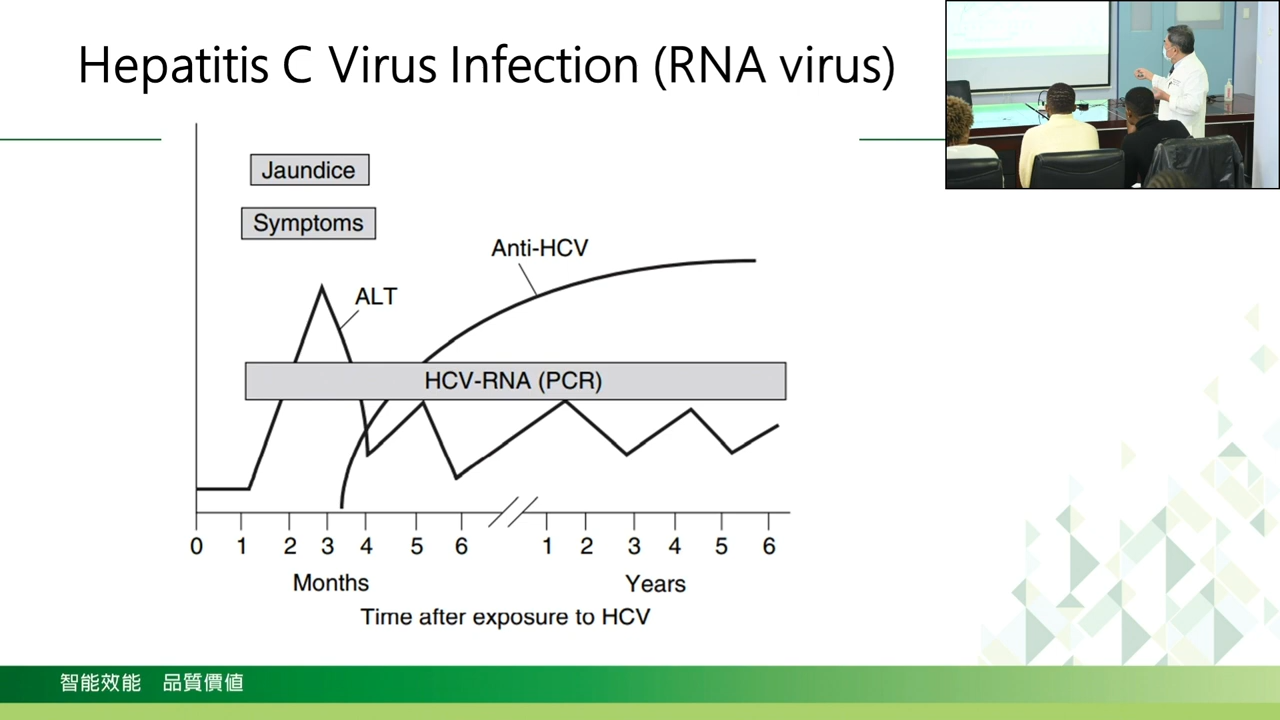 Hepatitis C Virus Infection (RNA virus)
Jaundice
Symptoms
Anti-HCV
ALT
HCV-RNA (PCR)
0 1 2 3 4 5 6 1 2 3 4 5 6
Months Years
Time after exposure to HCV
智能效能 品質價值